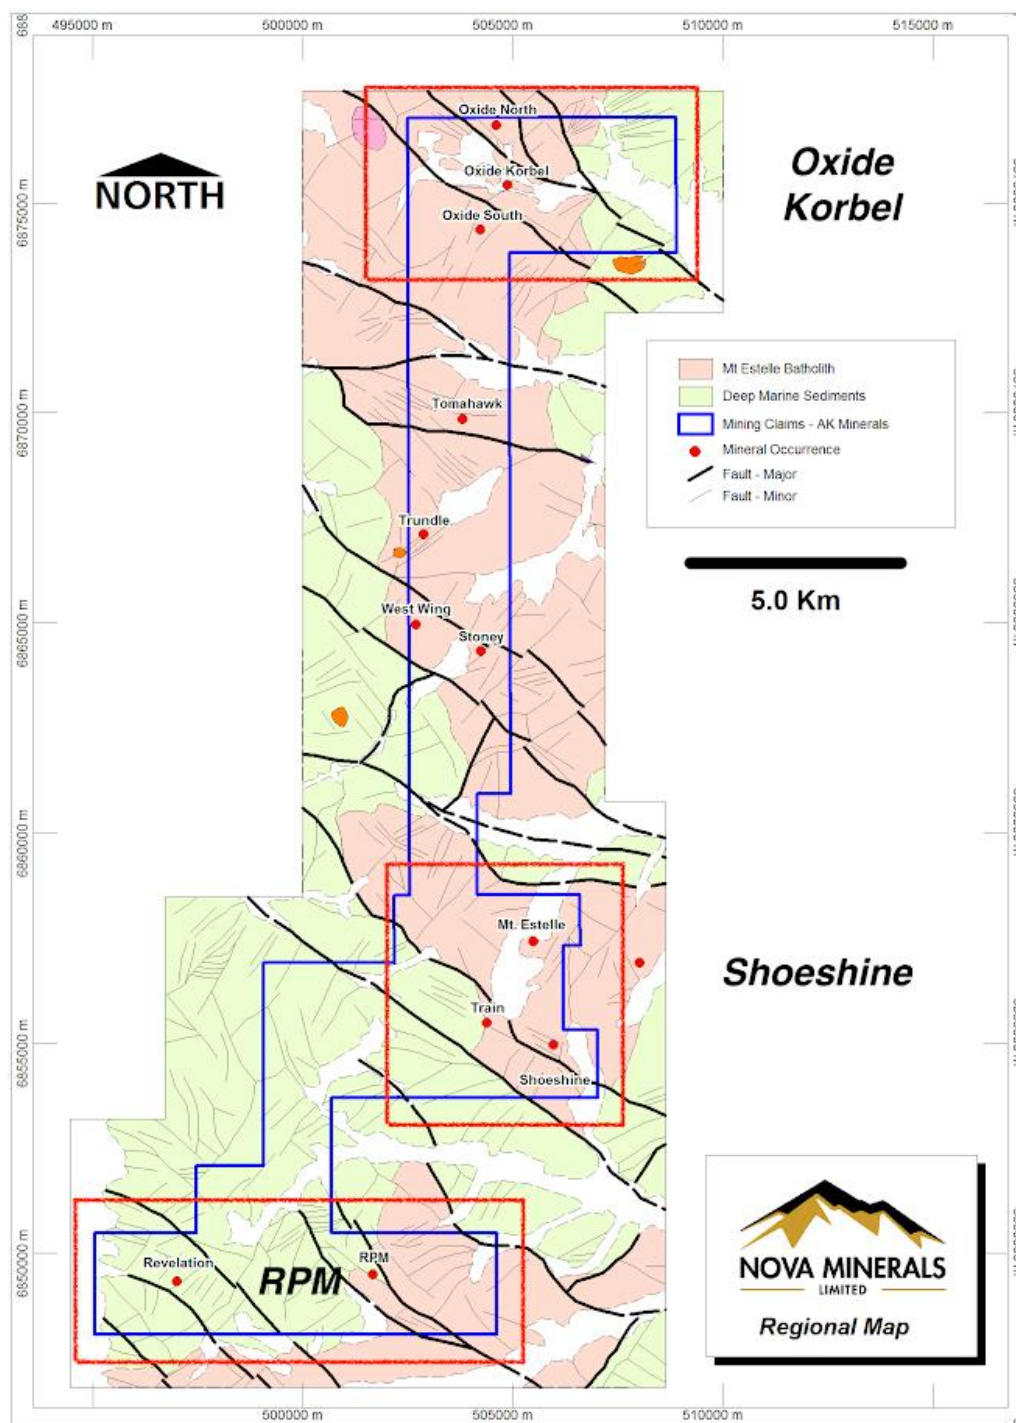 495000 m
500000 m
505000 m
510000 m
515000 m
688
NORTH
Oxide North
Oxide Korbel
Oxide South
Oxide
Korbel
6875000 m
Mt Estelle Batholith
Deep Marine Sediments
Mining Claims - AK Minerals
Mineral Occurrence
Fault - Major
Fault - Minor
Tomahawk
6870000 m
Trundle
5.0 Km
West Wing
Stoney
6865000 m
6860000 m
Mt. Estelle
Shoeshine
Train
6855000 m
Shoeshine
Revelation
RPM
RPM
6850000 m
NOVA MINERALS
LIMITED
Regional Map
500000 m
505000 m
510000 m